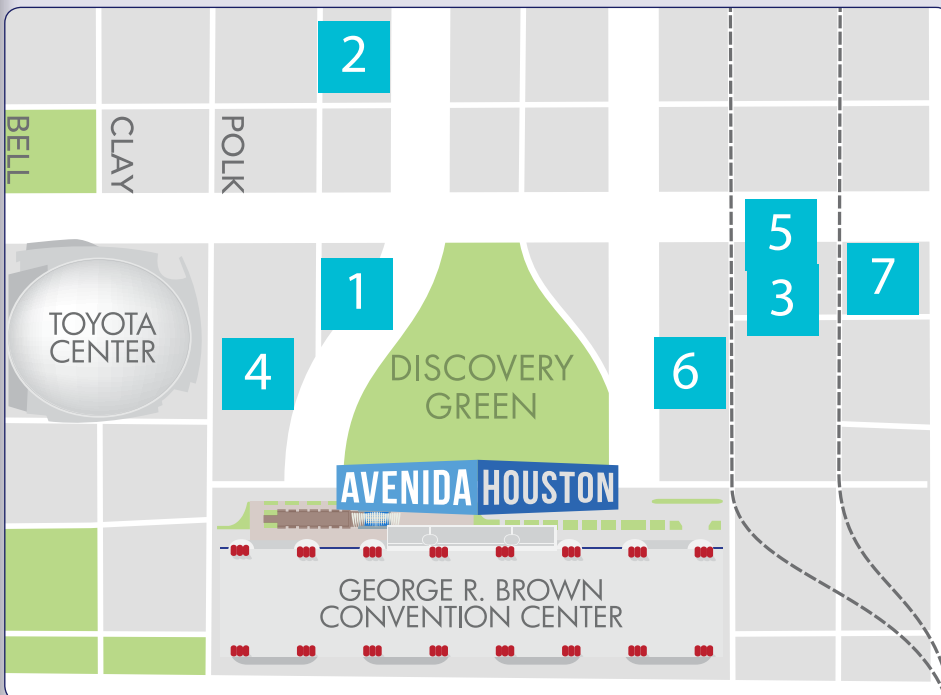 2
BELL
CLAY
POLK
5
1
3
7
TOYOTA
CENTER
4
DISCOVERY
GREEN
6
AVENIDA HOUSTON
GEORGE R. BROWN
CONVENTION CENTER